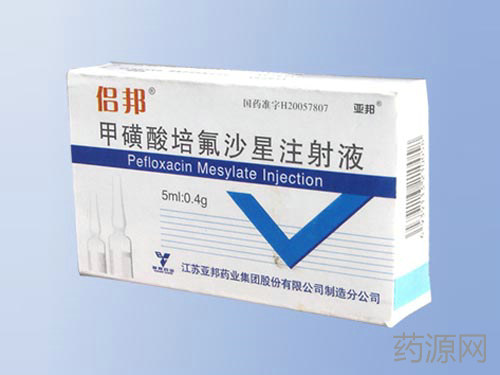 侣邦®
国药准字H20057807
亚邦®
甲磺酸培氟沙星注射液
Pefloxacin Mesylate Injection
5ml:0.4g
江苏亚邦药业集团股份有限公司制造分公司
药源网